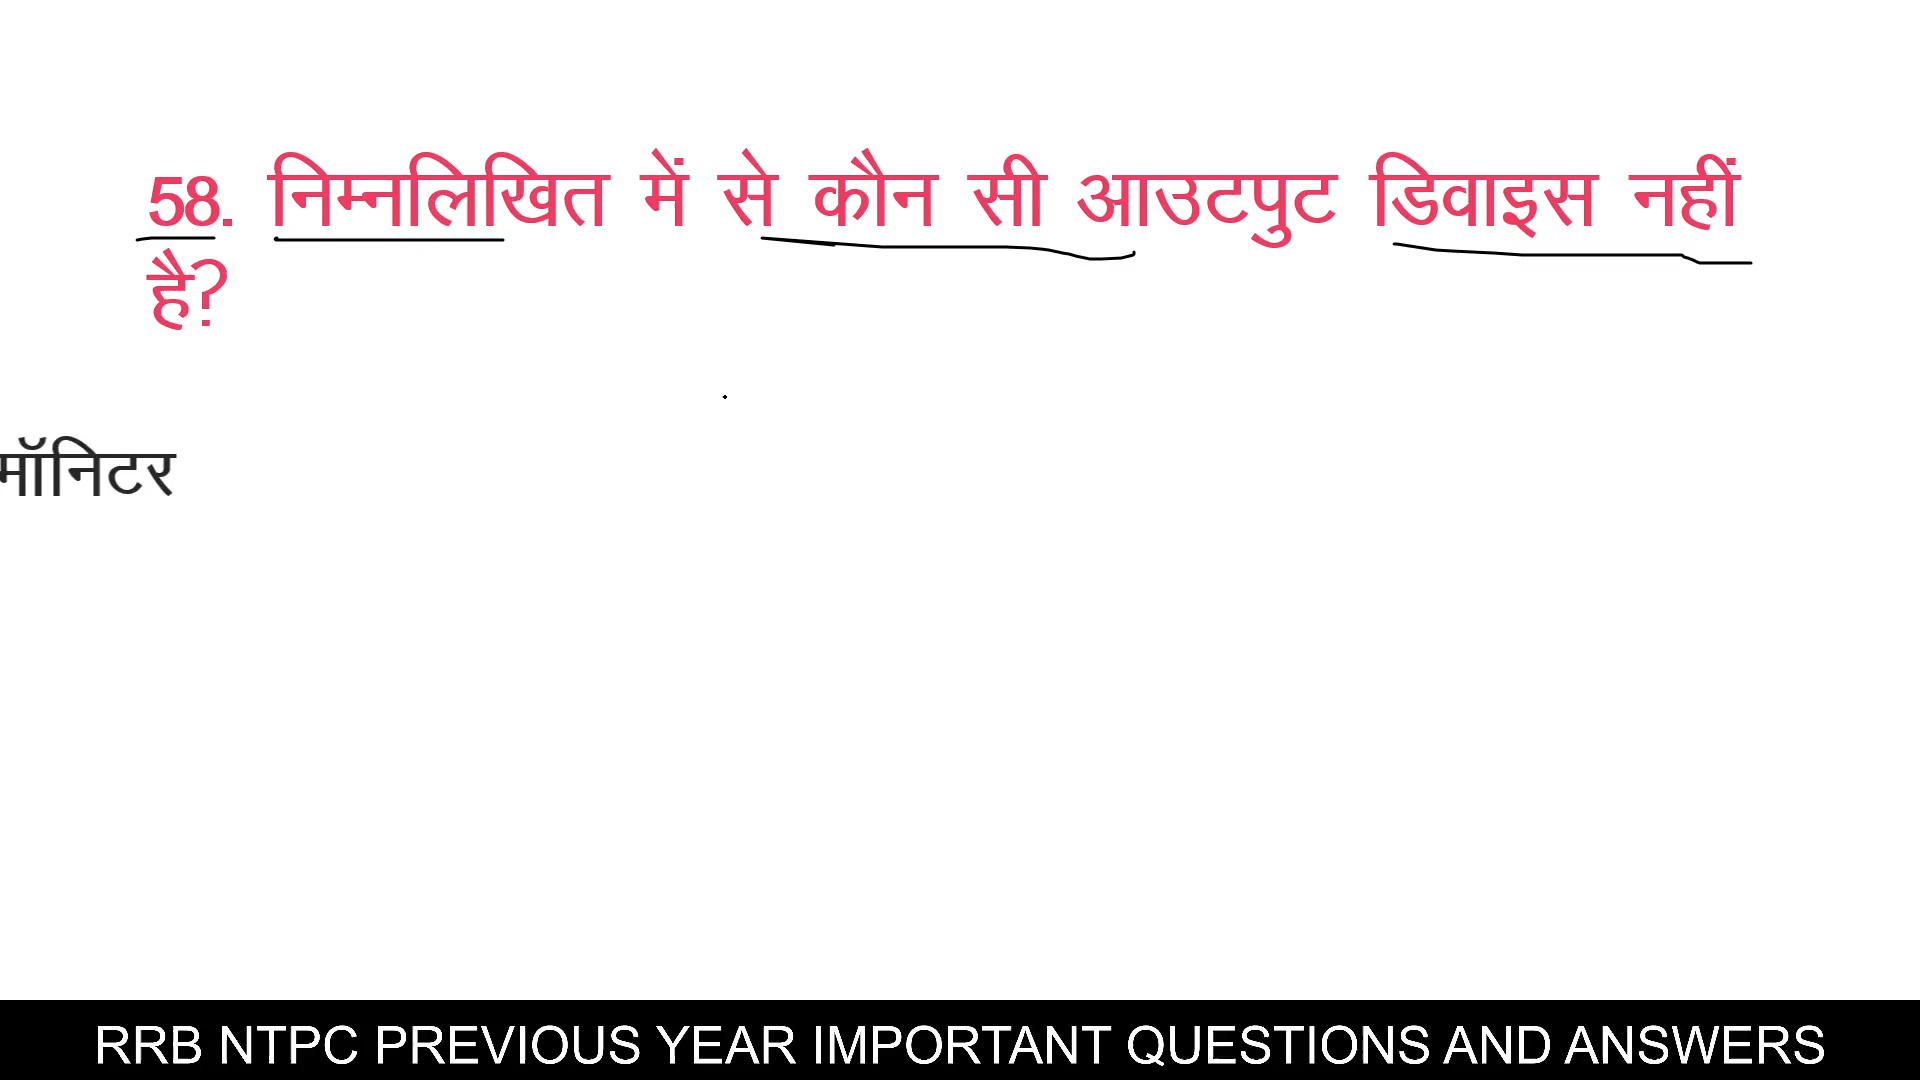 58. निम्नलिखित में से कौन सी आउटपुट डिवाइस नहीं
है?
मॉनिटर
RRB NTPC PREVIOUS YEAR IMPORTANT QUESTIONS AND ANSWERS